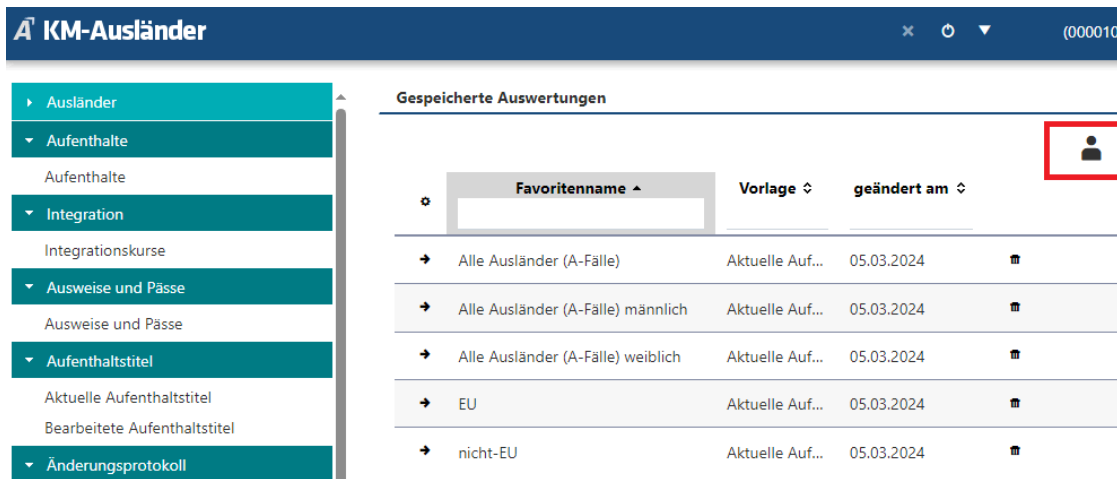 KM-Ausländer
(000010
Ausländer
Aufenthalte
Aufenthalte
Integration
Integrationskurse
Ausweise und Pässe
Ausweise und Pässe
Aufenthaltstitel
Aktuelle Aufenthaltstitel
Bearbeitete Aufenthaltstitel
Änderungsprotokoll
Gespeicherte Auswertungen
Favoritenname Vorlage geändert am
Alle Ausländer (A-Fälle) Aktuelle Auf... 05.03.2024
Alle Ausländer (A-Fälle) männlich Aktuelle Auf... 05.03.2024
Alle Ausländer (A-Fälle) weiblich Aktuelle Auf... 05.03.2024
EU Aktuelle Auf... 05.03.2024
nicht-EU Aktuelle Auf... 05.03.2024